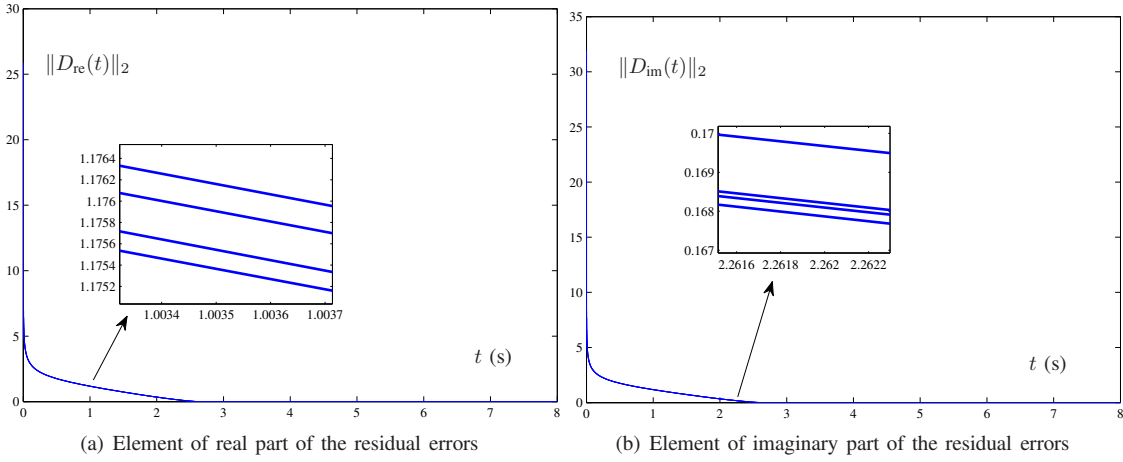 30
25
20
15
10
5
0
0 1 2 3 4 5 6 7 8
‖D_re(t)‖_2
1.1764
1.1762
1.176
1.1758
1.1756
1.1754
1.1752
1.0034 1.0035 1.0036 1.0037
t (s)
(a) Element of real part of the residual errors
35
30
25
20
15
10
5
0
0 1 2 3 4 5 6 7 8
‖D_im(t)‖_2
0.17
0.169
0.168
0.167
2.2616 2.2618 2.262 2.2622
t (s)
(b) Element of imaginary part of the residual errors